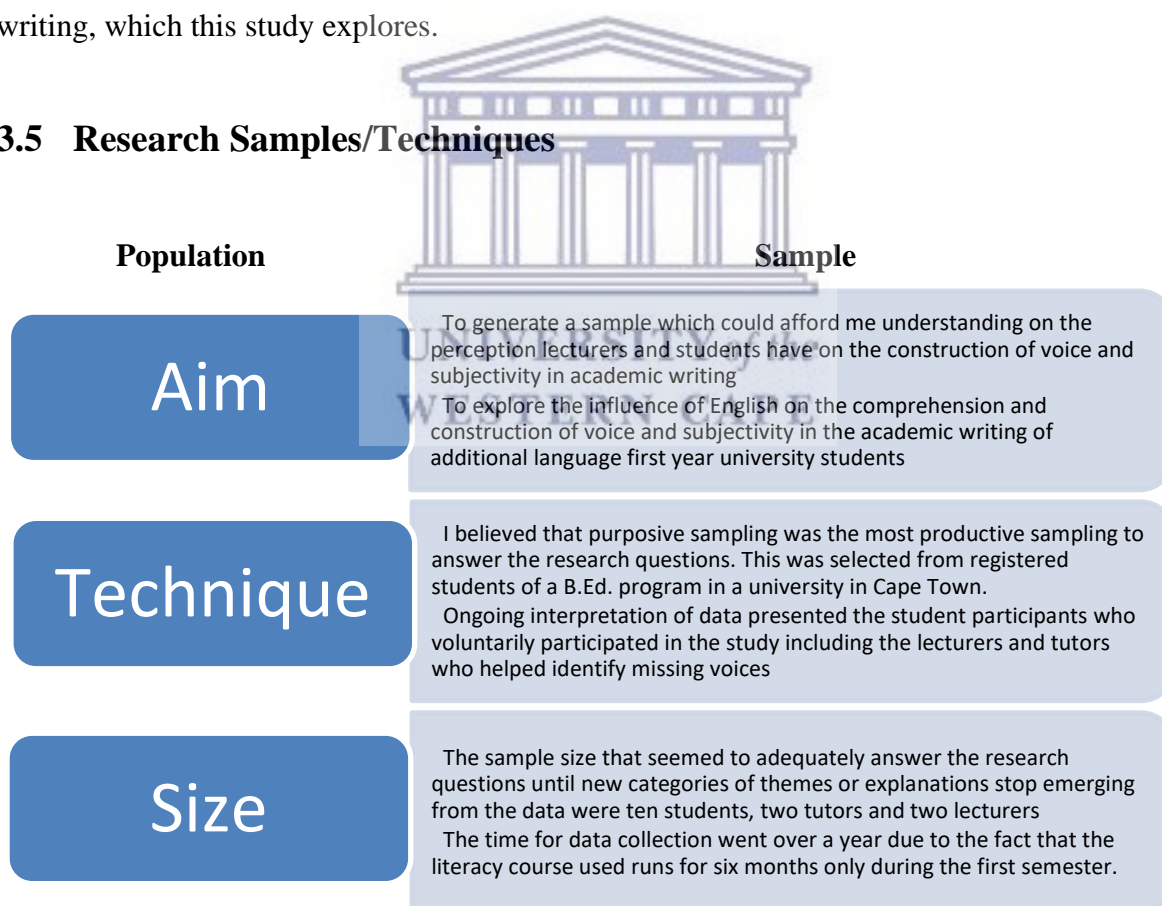 writing, which this study explores.
3.5 Research Samples/Techniques
Population Sample
Aim
To generate a sample which could afford me understanding on the
perception lecturers and students have on the construction of voice and
subjectivity in academic writing
To explore the influence of English on the comprehension and
construction of voice and subjectivity in the academic writing of
additional language first year university students
UNIVERSITY of the
WESTERN CAPE
Technique
I believed that purposive sampling was the most productive sampling to
answer the research questions. This was selected from registered
students of a B.Ed. program in a university in Cape Town.
Ongoing interpretation of data presented the student participants who
voluntarily participated in the study including the lecturers and tutors
who helped identify missing voices
Size
The sample size that seemed to adequately answer the research
questions until new categories of themes or explanations stop emerging
from the data were ten students, two tutors and two lecturers
The time for data collection went over a year due to the fact that the
literacy course used runs for six months only during the first semester.